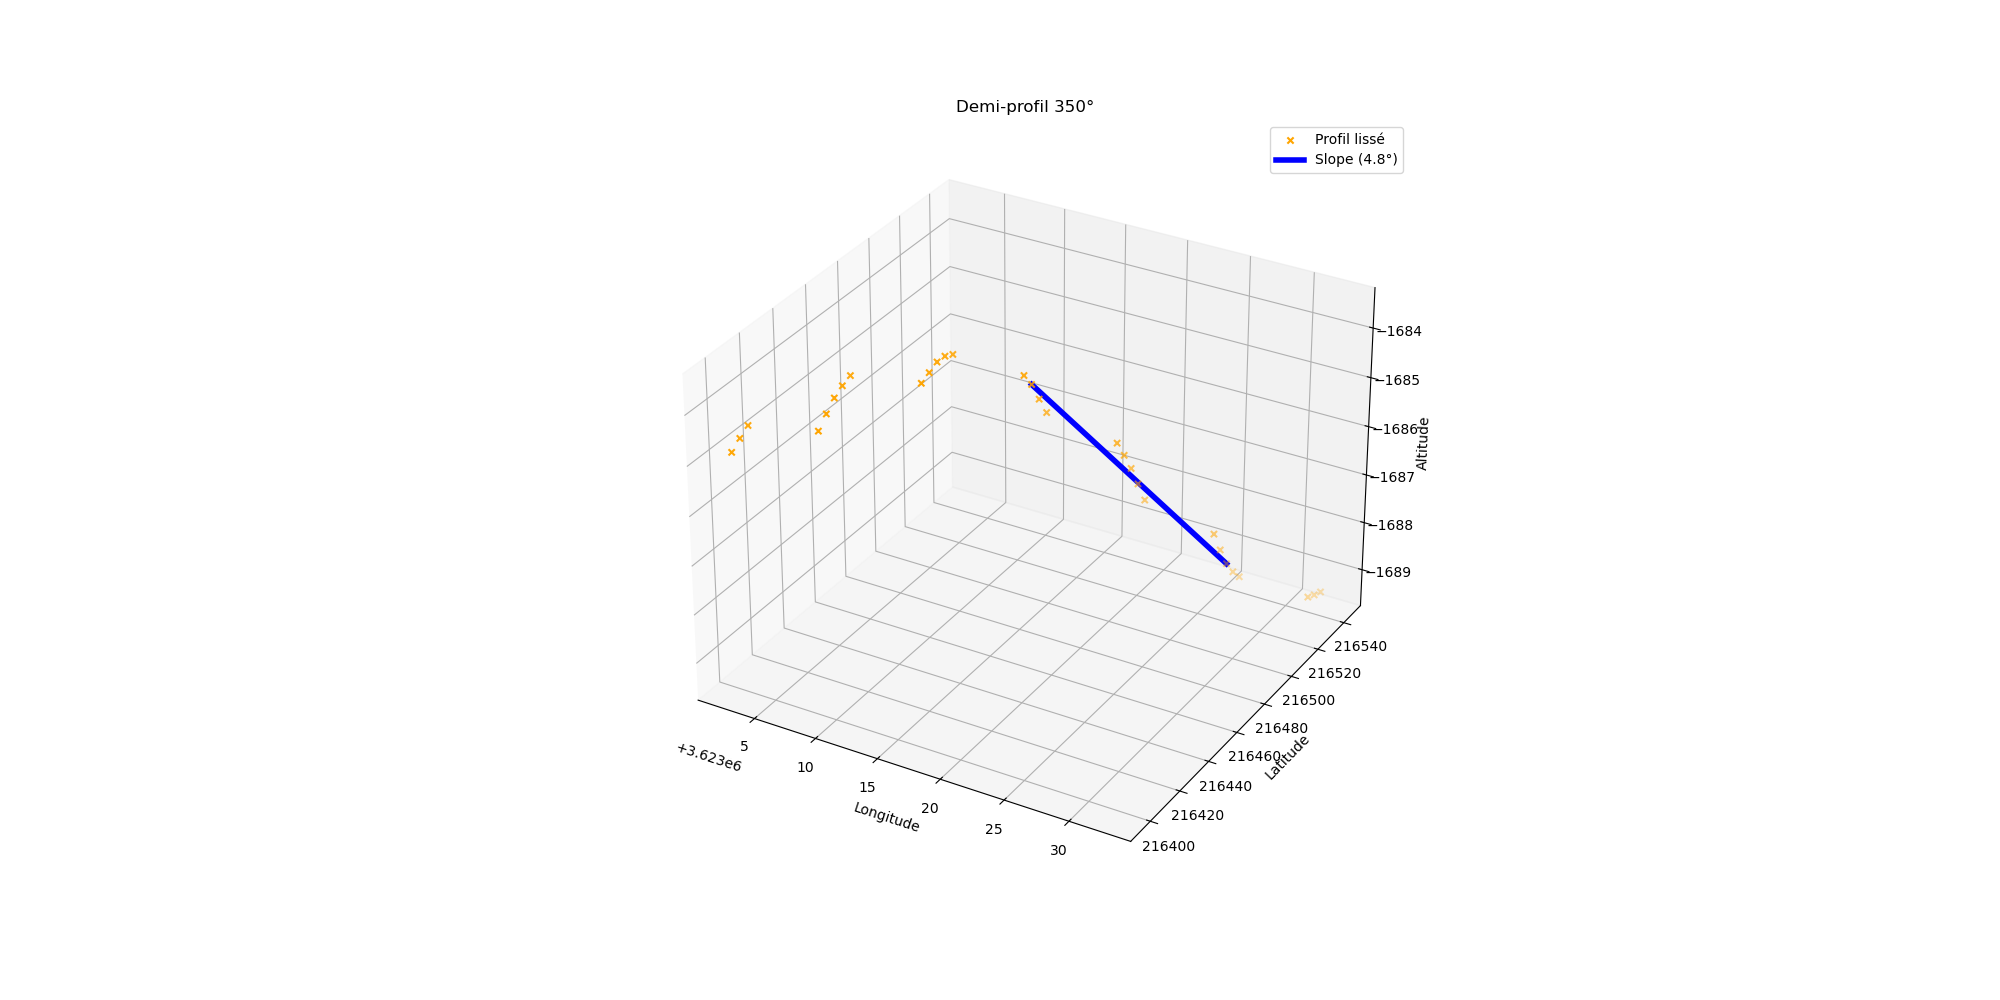 Demi-profil 350°
Profil lissé
Slope (4.8°)
−1684
−1685
−1686
−1687
−1688
−1689
Altitude
216540
216520
216500
216480
216460
216440
216420
216400
Latitude
+3.623e6
5
10
15
20
25
30
Longitude